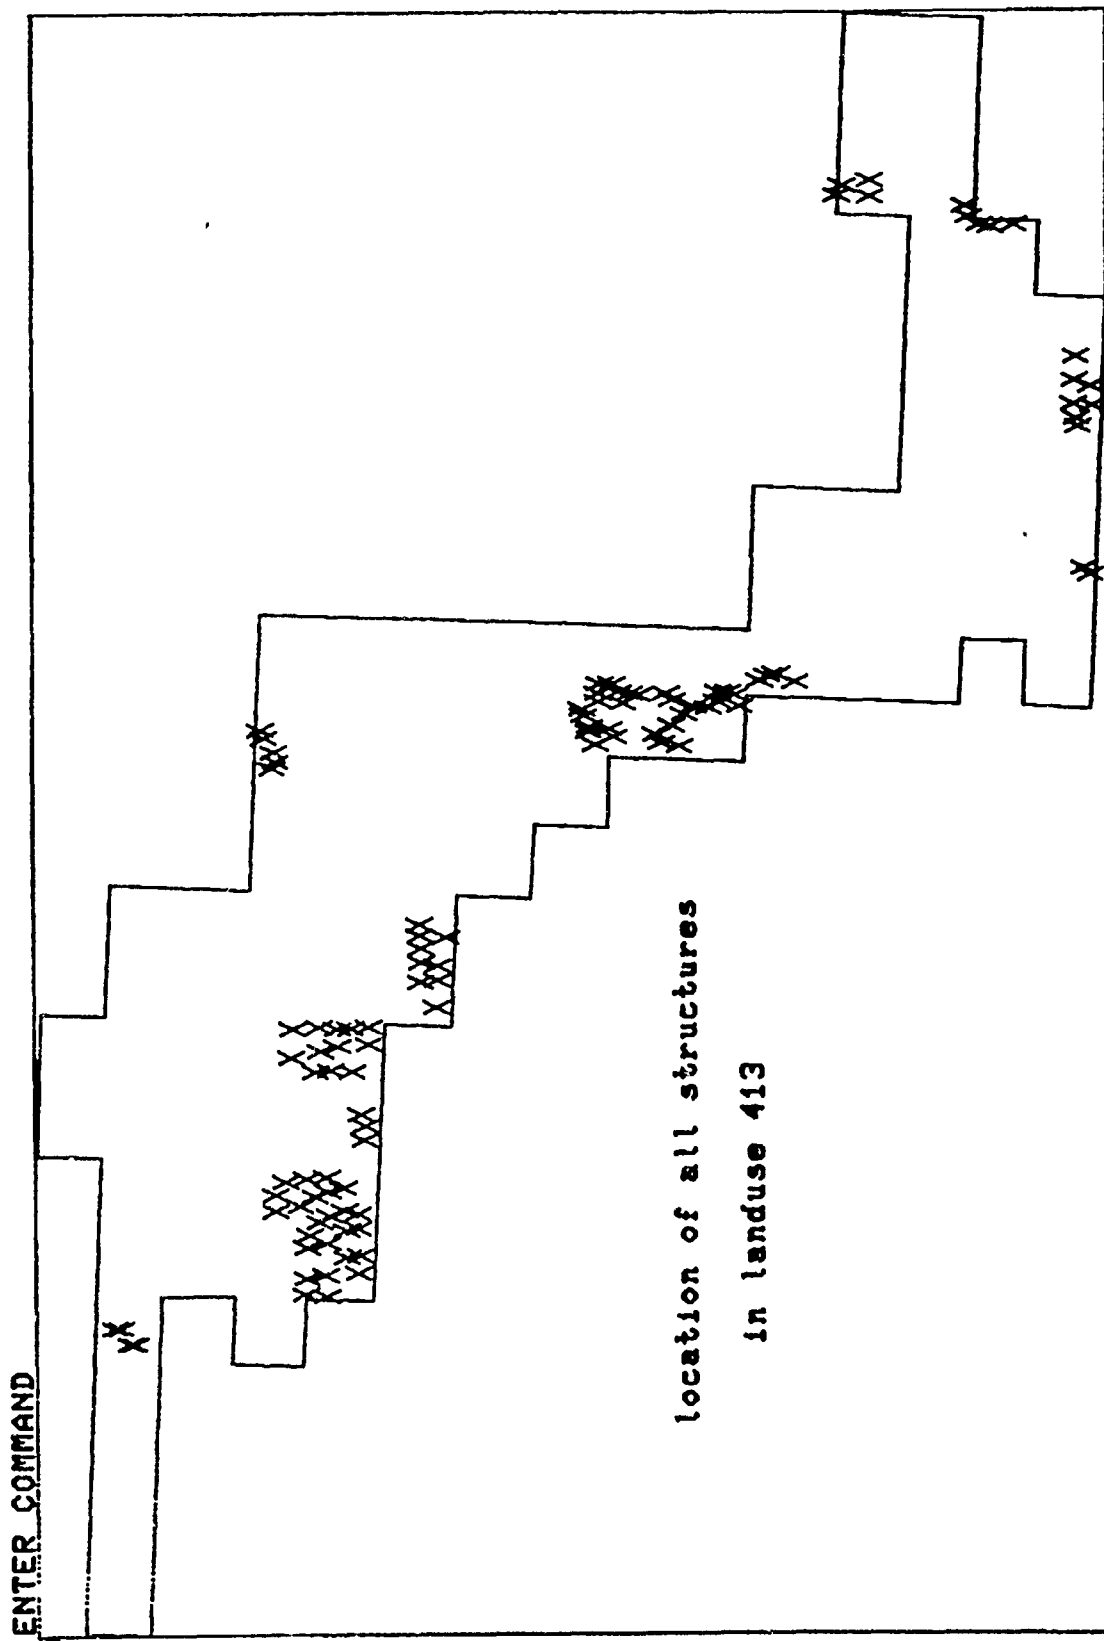 ENTER COMMAND
location of all structures
in landuse 413